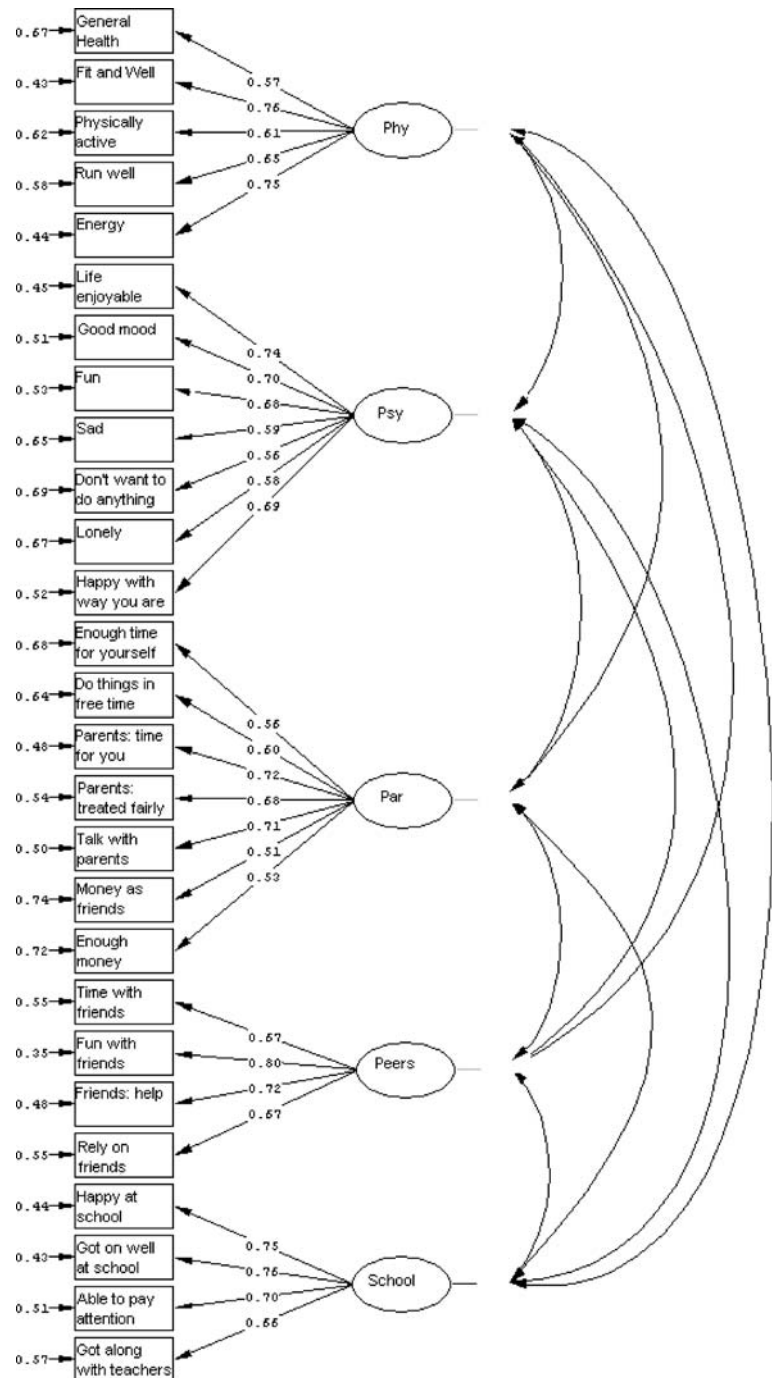 0.67
General
Health
0.43
Fit and Well
0.62
Physically
active
0.58
Run well
0.44
Energy
0.57
0.76
0.61
0.65
0.75
Phy
0.45
Life
enjoyable
0.51
Good mood
0.53
Fun
0.65
Sad
0.69
Don't want to
do anything
0.67
Lonely
0.52
Happy with
way you are
0.74
0.70
0.68
0.59
0.56
0.58
0.69
Psy
0.68
Enough time
for yourself
0.64
Do things in
free time
0.48
Parents: time
for you
0.54
Parents:
treated fairly
0.50
Talk with
parents
0.74
Money as
friends
0.72
Enough
money
0.56
0.60
0.72
0.68
0.71
0.51
0.53
Par
0.55
Time with
friends
0.35
Fun with
friends
0.48
Friends: help
0.55
Rely on
friends
0.67
0.80
0.72
0.67
Peers
0.44
Happy at
school
0.43
Got on well
at school
0.51
Able to pay
attention
0.57
Got along
with teachers
0.75
0.76
0.70
0.66
School